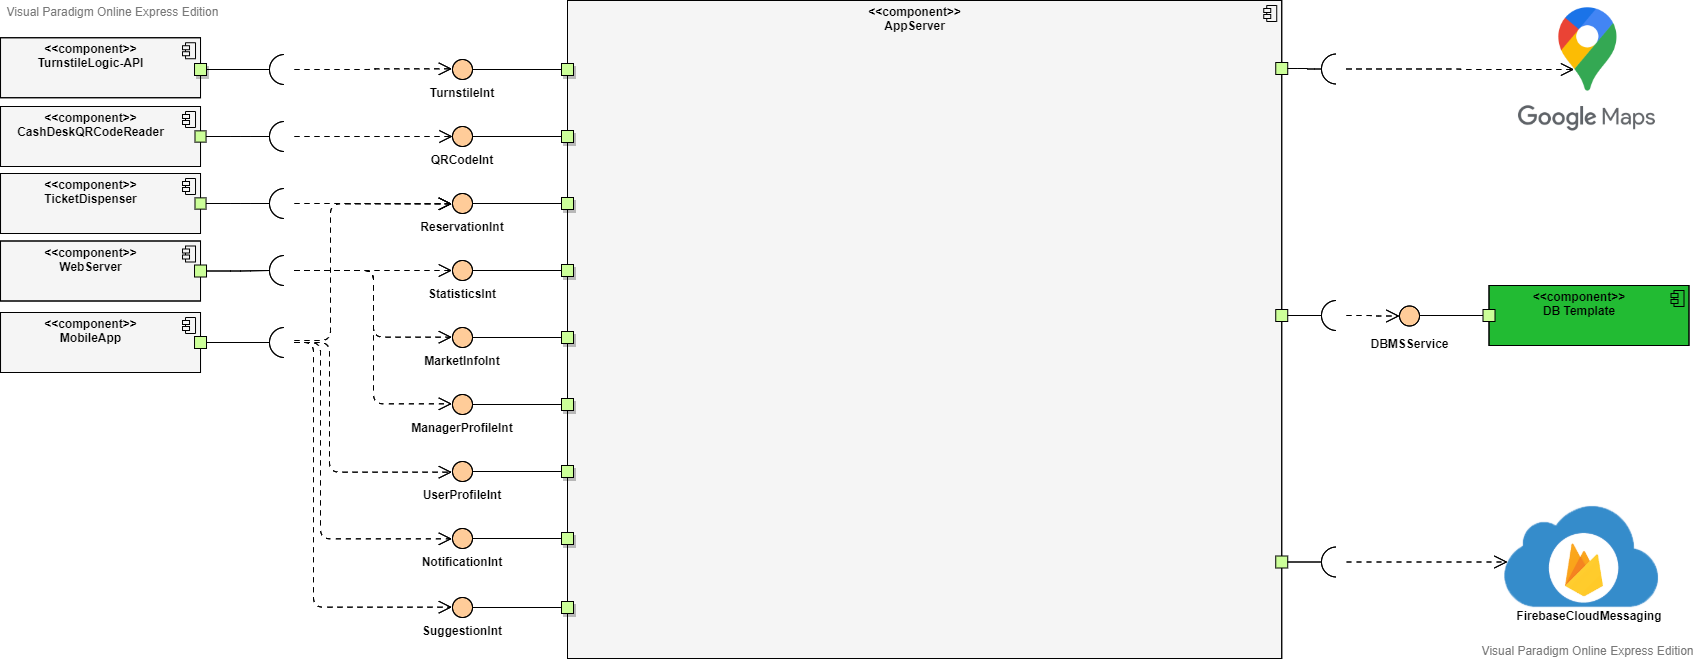 Visual Paradigm Online Express Edition
<<component>>
AppServer
<<component>>
TurnstileLogic-API
TurnstileInt
Google Maps
<<component>>
CashDeskQRCodeReader
QRCodeInt
<<component>>
TicketDispenser
ReservationInt
<<component>>
WebServer
StatisticsInt
<<component>>
MobileApp
MarketInfoInt
<<component>>
DB Template
DBMSService
ManagerProfileInt
UserProfileInt
NotificationInt
SuggestionInt
FirebaseCloudMessaging
Visual Paradigm Online Express Edition